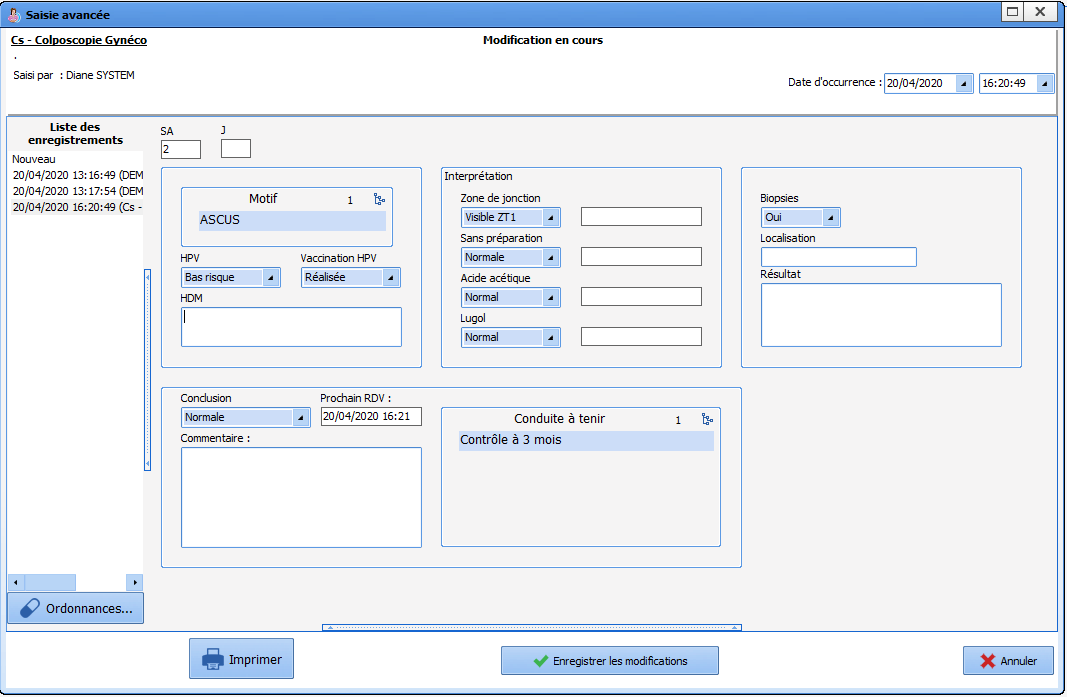 Saisie avancée
Cs - Colposcopie Gynéco
Modification en cours
.
Saisi par : Diane SYSTEM
Date d'occurrence : 20/04/2020 16:20:49
Liste des
enregistrements
Nouveau
20/04/2020 13:16:49 (DEM
20/04/2020 13:17:54 (DEM
20/04/2020 16:20:49 (Cs -
Ordonnances...
SA J
2
Motif 1
ASCUS
HPV Vaccination HPV
Bas risque Réalisée
HDM
Interprétation
Zone de jonction
Visible ZT1
Sans préparation
Normale
Acide acétique
Normal
Lugol
Normal
Biopsies
Oui
Localisation
Résultat
Conclusion Prochain RDV :
Normale 20/04/2020 16:21
Commentaire :
Conduite à tenir 1
Contrôle à 3 mois
Imprimer
Enregistrer les modifications
Annuler